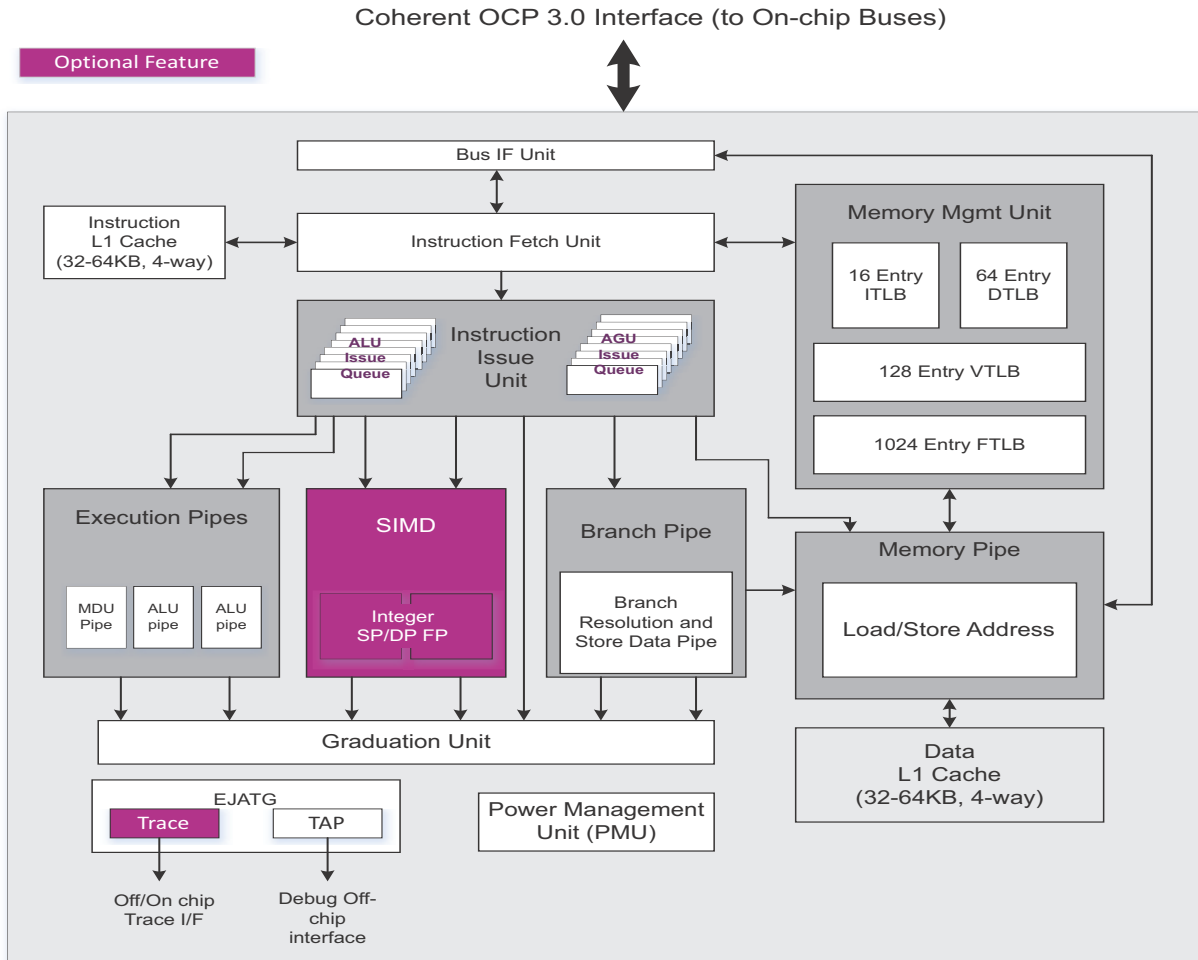 Coherent OCP 3.0 Interface (to On-chip Buses)
Optional Feature
Bus IF Unit
Instruction
L1 Cache
(32-64KB, 4-way)
Instruction Fetch Unit
Memory Mgmt Unit
16 Entry
ITLB
64 Entry
DTLB
128 Entry VTLB
1024 Entry FTLB
ALU
Issue
Queue
Instruction
Issue
Unit
AGU
Issue
Queue
Execution Pipes
MDU
Pipe
ALU
pipe
ALU
pipe
SIMD
Integer
SP/DP FP
Branch Pipe
Branch
Resolution and
Store Data Pipe
Memory Pipe
Load/Store Address
Graduation Unit
Data
L1 Cache
(32-64KB, 4-way)
EJATG
Trace
TAP
Power Management
Unit (PMU)
Off/On chip
Trace I/F
Debug Off-
chip
interface